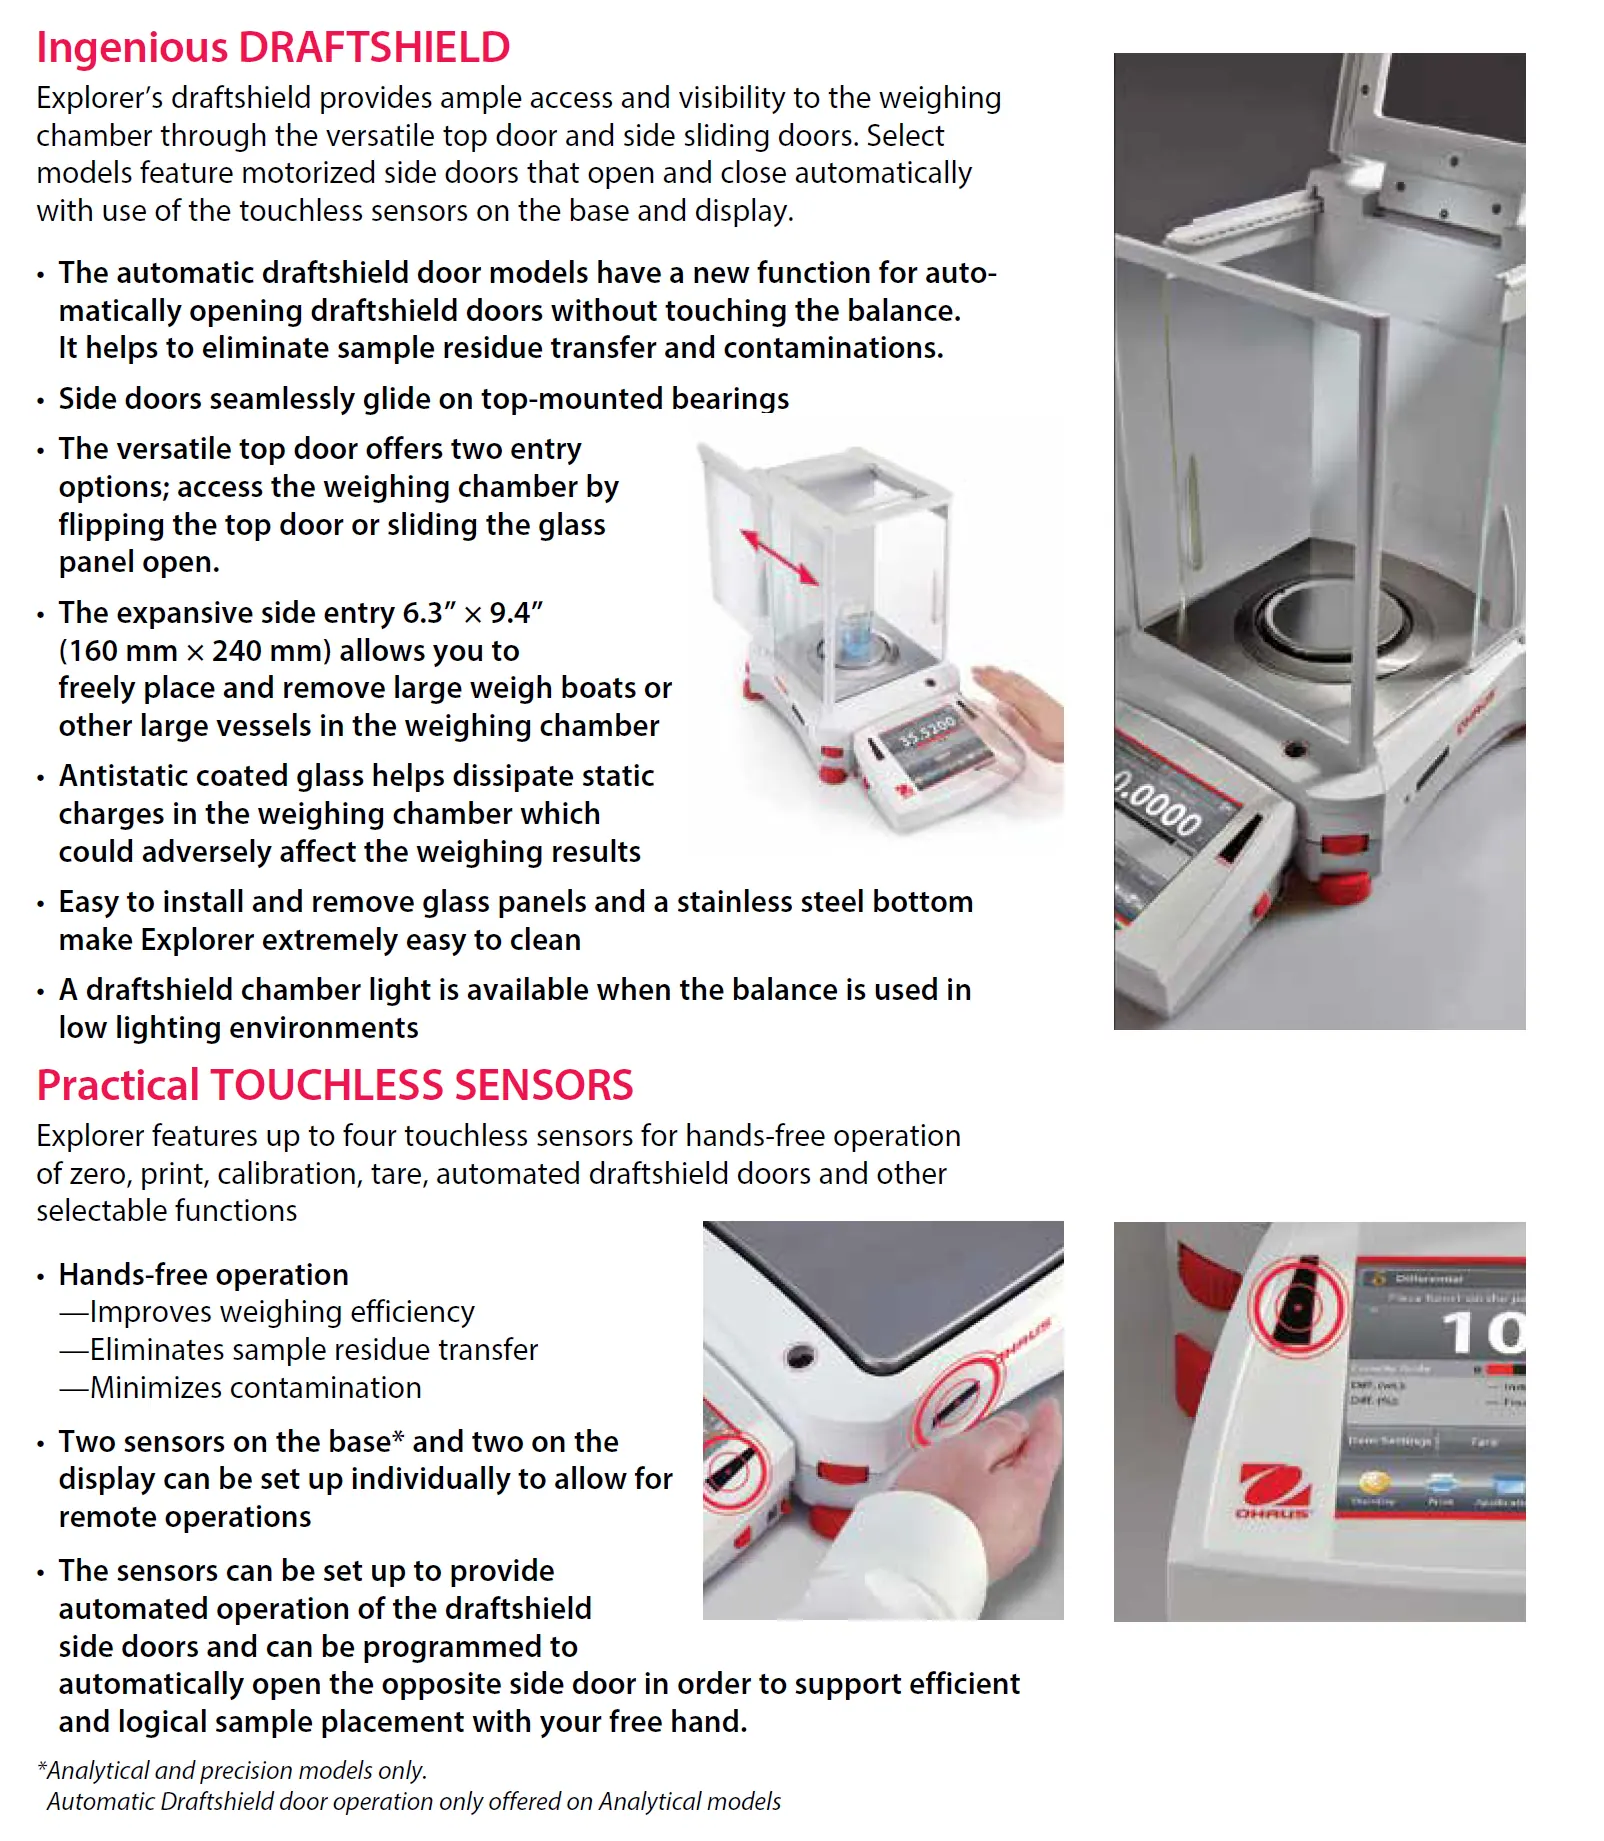 Ingenious DRAFTSHIELD
Explorer’s draftshield provides ample access and visibility to the weighing
chamber through the versatile top door and side sliding doors. Select
models feature motorized side doors that open and close automatically
with use of the touchless sensors on the base and display.
• The automatic draftshield door models have a new function for auto-
matically opening draftshield doors without touching the balance.
It helps to eliminate sample residue transfer and contaminations.
• Side doors seamlessly glide on top-mounted bearings
• The versatile top door offers two entry
options; access the weighing chamber by
flipping the top door or sliding the glass
panel open.
• The expansive side entry 6.3” × 9.4”
(160 mm × 240 mm) allows you to
freely place and remove large weigh boats or
other large vessels in the weighing chamber
• Antistatic coated glass helps dissipate static
charges in the weighing chamber which
could adversely affect the weighing results
• Easy to install and remove glass panels and a stainless steel bottom
make Explorer extremely easy to clean
• A draftshield chamber light is available when the balance is used in
low lighting environments
35.5200
OHAUS
0.0000
Practical TOUCHLESS SENSORS
Explorer features up to four touchless sensors for hands-free operation
of zero, print, calibration, tare, automated draftshield doors and other
selectable functions
• Hands-free operation
—Improves weighing efficiency
—Eliminates sample residue transfer
—Minimizes contamination
• Two sensors on the base* and two on the
display can be set up individually to allow for
remote operations
• The sensors can be set up to provide
automated operation of the draftshield
side doors and can be programmed to
automatically open the opposite side door in order to support efficient
and logical sample placement with your free hand.
OHAUS
Differential
10
Diff. (wt.):
Diff. (%):
Item Settings
Tare
Print
OHAUS
*Analytical and precision models only.
Automatic Draftshield door operation only offered on Analytical models